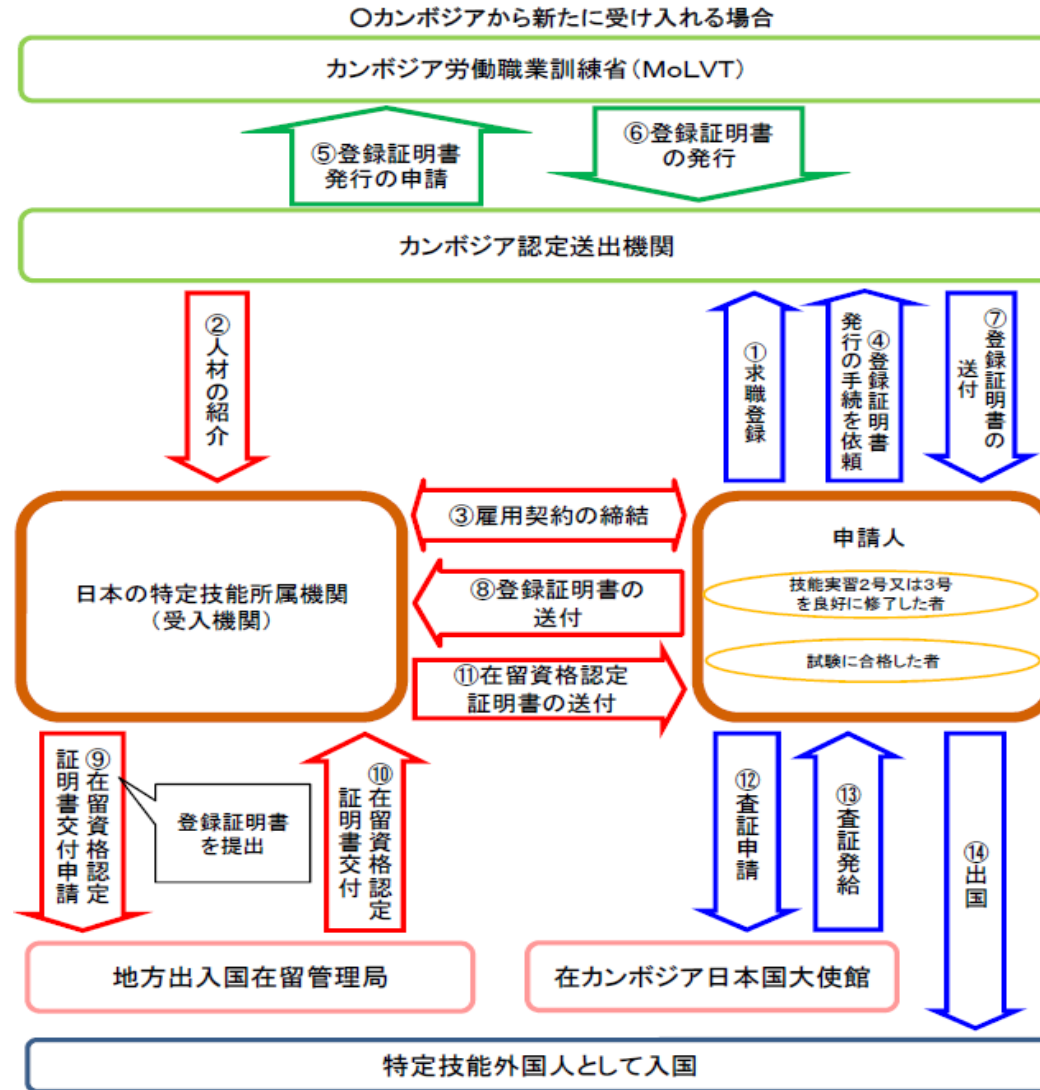 〇カンボジアから新たに受け入れる場合
カンボジア労働職業訓練省(MoLVT)
⑤登録証明書
発行の申請
⑥登録証明書
の発行
カンボジア認定送出機関
②人材の紹介
①求職登録
④登録証明書
発行の手続を依頼
⑦登録証明書の
送付
③雇用契約の締結
日本の特定技能所属機関
(受入機関)
申請人
技能実習2号又は3号
を良好に修了した者
試験に合格した者
⑧登録証明書の
送付
⑪在留資格認定
証明書の送付
⑨在留資格認定
証明書交付申請
登録証明書
を提出
⑩在留資格認定
証明書交付
⑫査証申請
⑬査証発給
⑭出国
地方出入国在留管理局
在カンボジア日本国大使館
特定技能外国人として入国